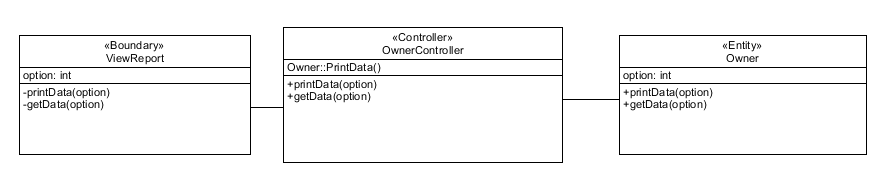 «Boundary»
ViewReport
option: int
-printData(option)
-getData(option)
«Controller»
OwnerController
Owner::PrintData()
+printData(option)
+getData(option)
«Entity»
Owner
option: int
+printData(option)
+getData(option)